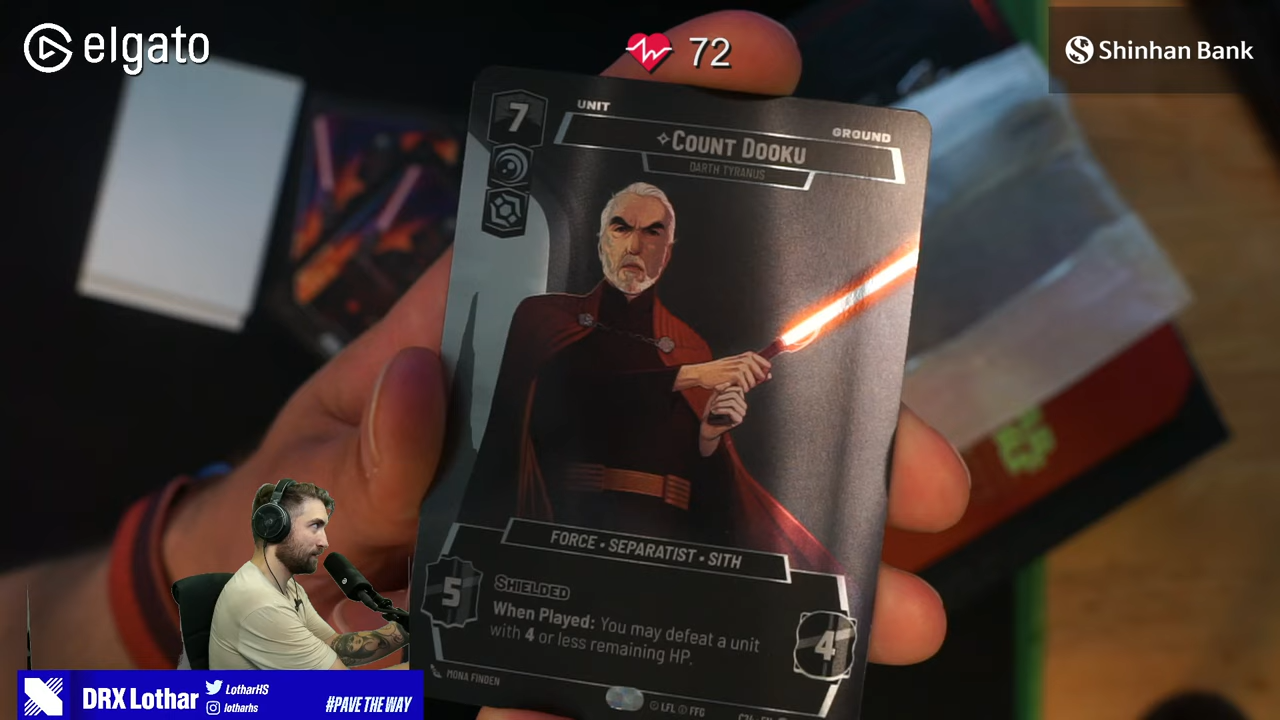 elgato
72
Shinhan Bank
7
UNIT
GROUND
COUNT DOOKU
DARTH TYRANUS
FORCE • SEPARATIST • SITH
5
SHIELDED
When Played: You may defeat a unit
with 4 or less remaining HP.
4
MONA FINDEN
© LFL © FFG
DRX Lothar
LotharHS
lotharhs
#PAVE THE WAY